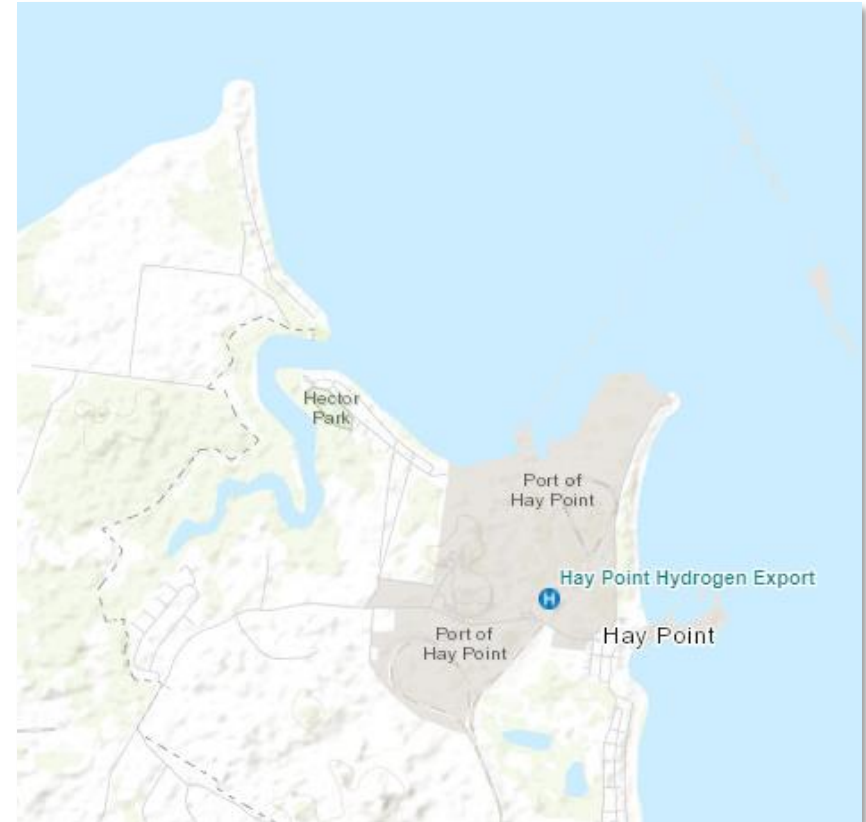 Hector
Park
Port of
Hay Point
Hay Point Hydrogen Export
H
Port of
Hay Point
Hay Point